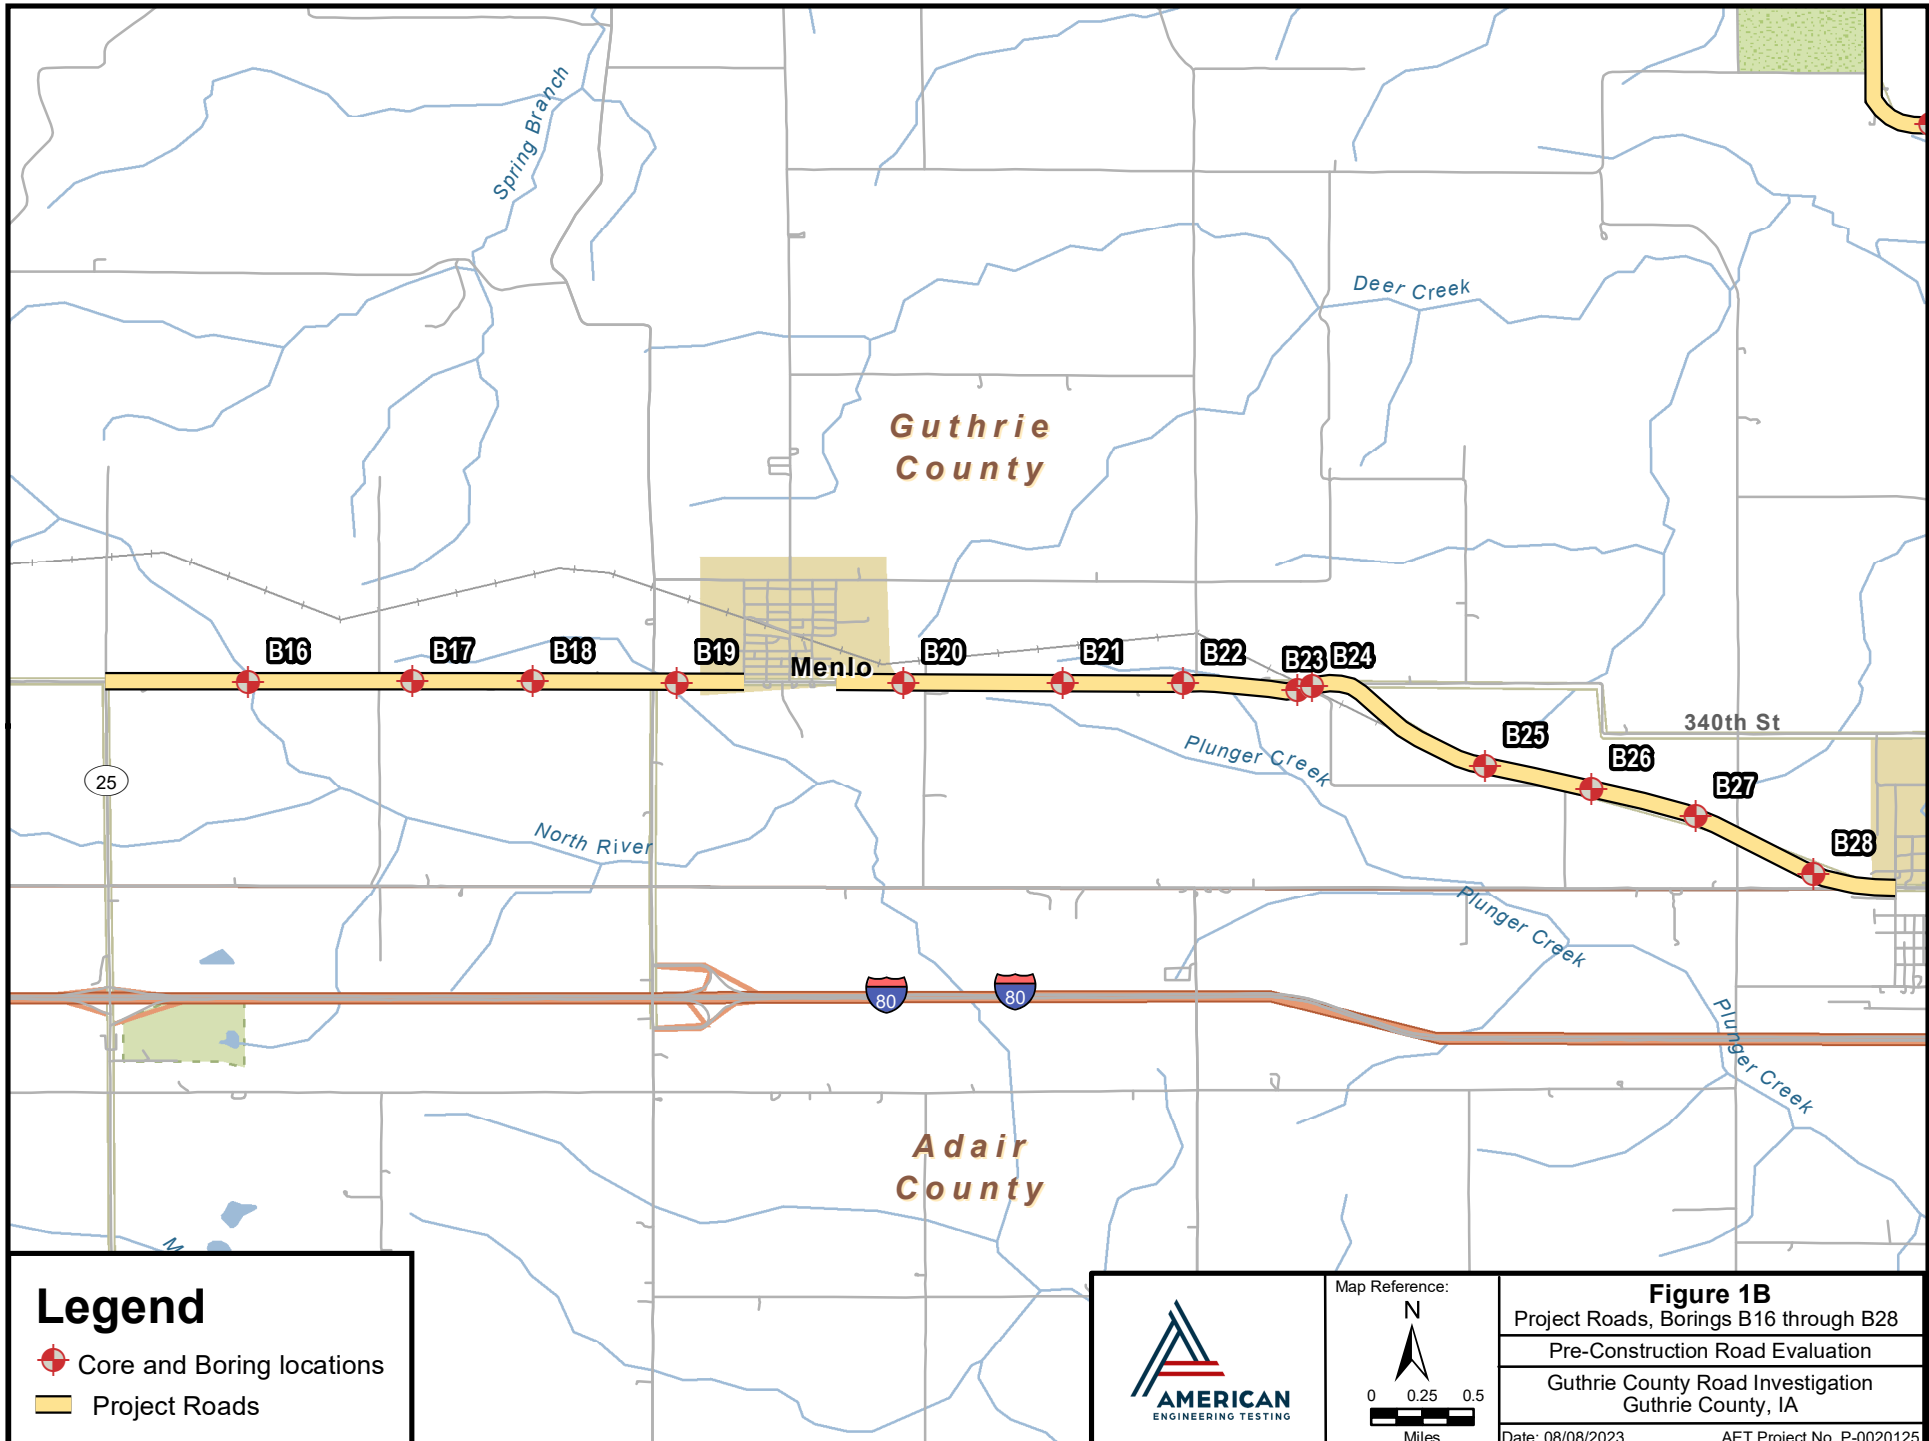 Spring Branch
Deer Creek
Guthrie
County
B16
B17
B18
B19
Menlo
B20
B21
B22
B23
B24
340th St
B25
B26
B27
B28
25
Plunger Creek
North River
Plunger Creek
80
80
Plunger Creek
Adair
County
M
Legend
Core and Boring locations
Project Roads
AMERICAN
ENGINEERING TESTING
Map Reference:
N
0 0.25 0.5
Miles
Figure 1B
Project Roads, Borings B16 through B28
Pre-Construction Road Evaluation
Guthrie County Road Investigation
Guthrie County, IA
Date: 08/08/2023 AET Project No. P-0020125